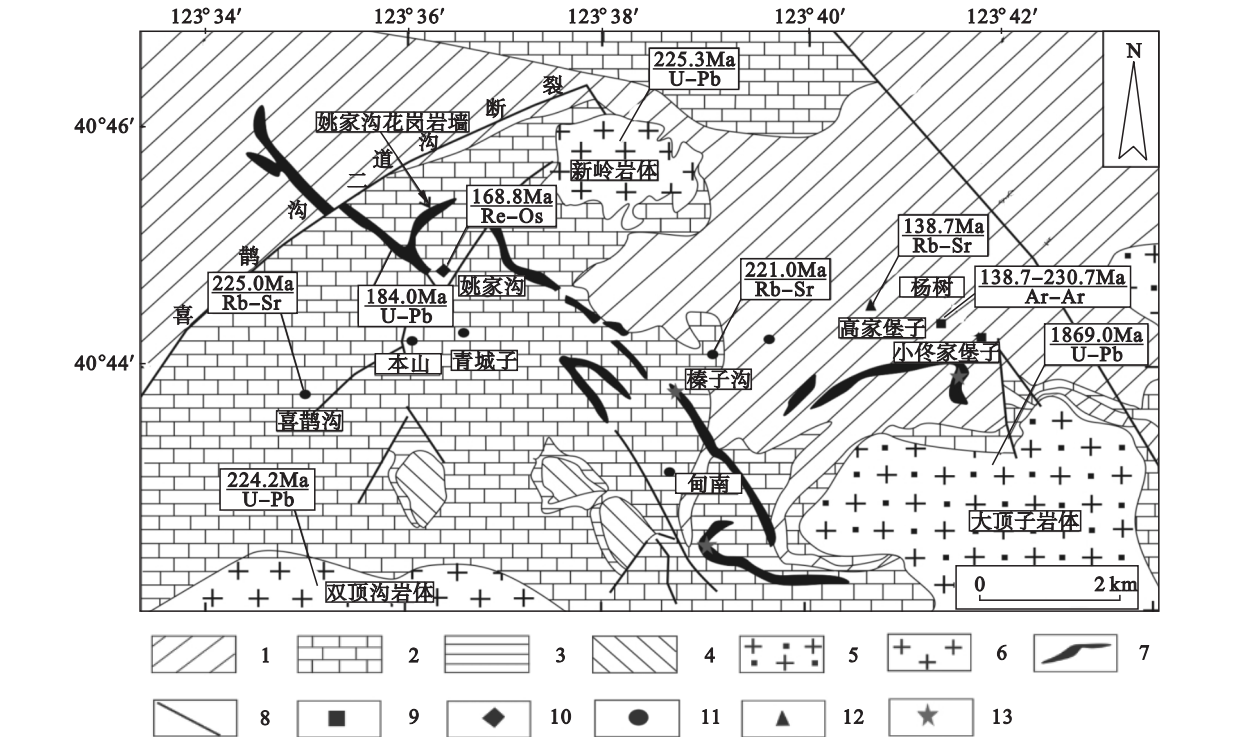 123°34′
123°36′
123°38′
123°40′
123°42′
N
225.3Ma
U-Pb
裂
断
40°46′
姚家沟花岗岩墙
沟
道
二
新岭岩体
168.8Ma
Re-Os
沟
138.7Ma
Rb-Sr
鹊
221.0Ma
Rb-Sr
225.0Ma
Rb-Sr
姚家沟
杨树
138.7-230.7Ma
Ar-Ar
184.0Ma
U-Pb
喜
高家堡子
1869.0Ma
U-Pb
40°44′
本山
青城子
小佟家堡子
榛子沟
喜鹊沟
224.2Ma
U-Pb
甸南
大顶子岩体
双顶沟岩体
0 2 km
1 2 3 4 5 6 7
8 9 10 11 12 13